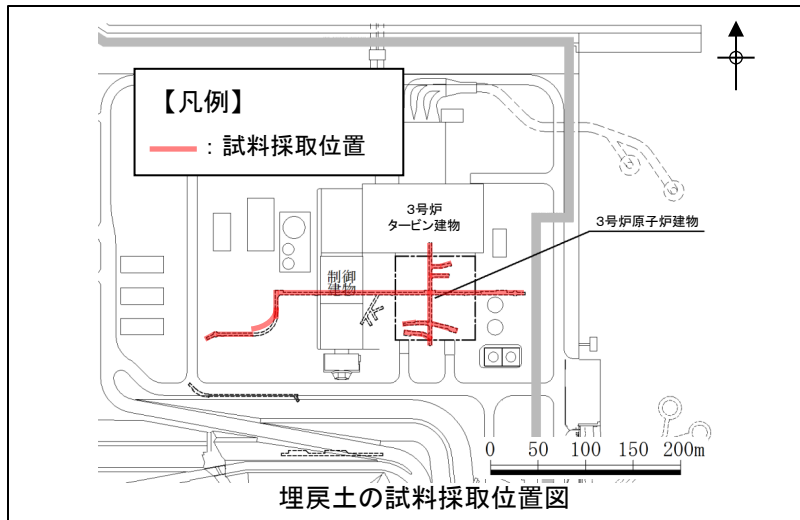 【凡例】
：試料採取位置
3号炉
タービン建物
3号炉原子炉建物
制御
建物
0 50 100 150 200m
埋戻土の試料採取位置図